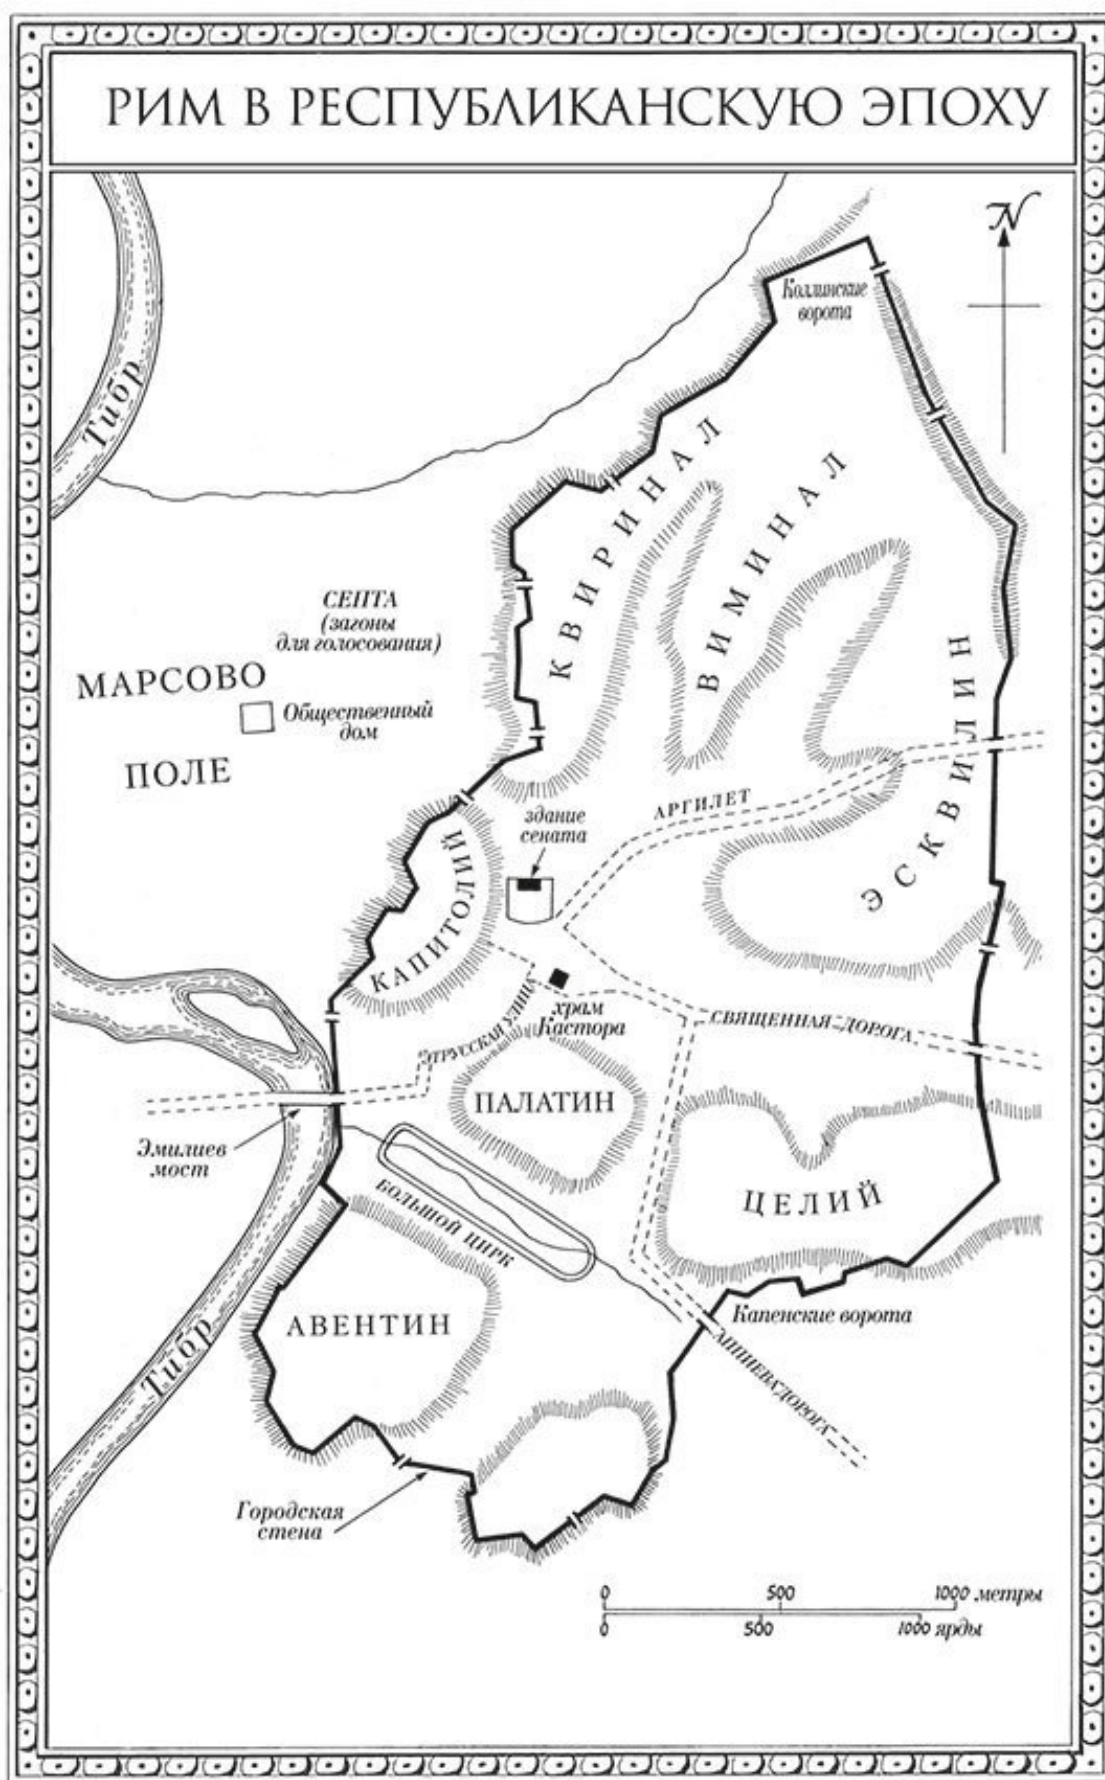 РИМ В РЕСПУБЛИКАНСКУЮ ЭПОХУ
N
Коллинские
ворота
Тибр
КВИРИНАЛ
ВИМИНАЛ
СЕПТА
(загоны
для голосования)
МАРСОВО
ПОЛЕ
Общественный
дом
ЭСКВИЛИН
АРГИЛЕТ
здание
сената
КАПИТОЛИЙ
храм
Кастора
ЭТРУССКАЯ УЛИЦА
СВЯЩЕННАЯ ДОРОГА
ПАЛАТИН
Эмилиев
мост
БОЛЬШОЙ ЦИРК
ЦЕЛИЙ
АВЕНТИН
Капенские ворота
АППИЕВА ДОРОГА
Тибр
Городская
стена
0 500 1000 метры
0 500 1000 ярды